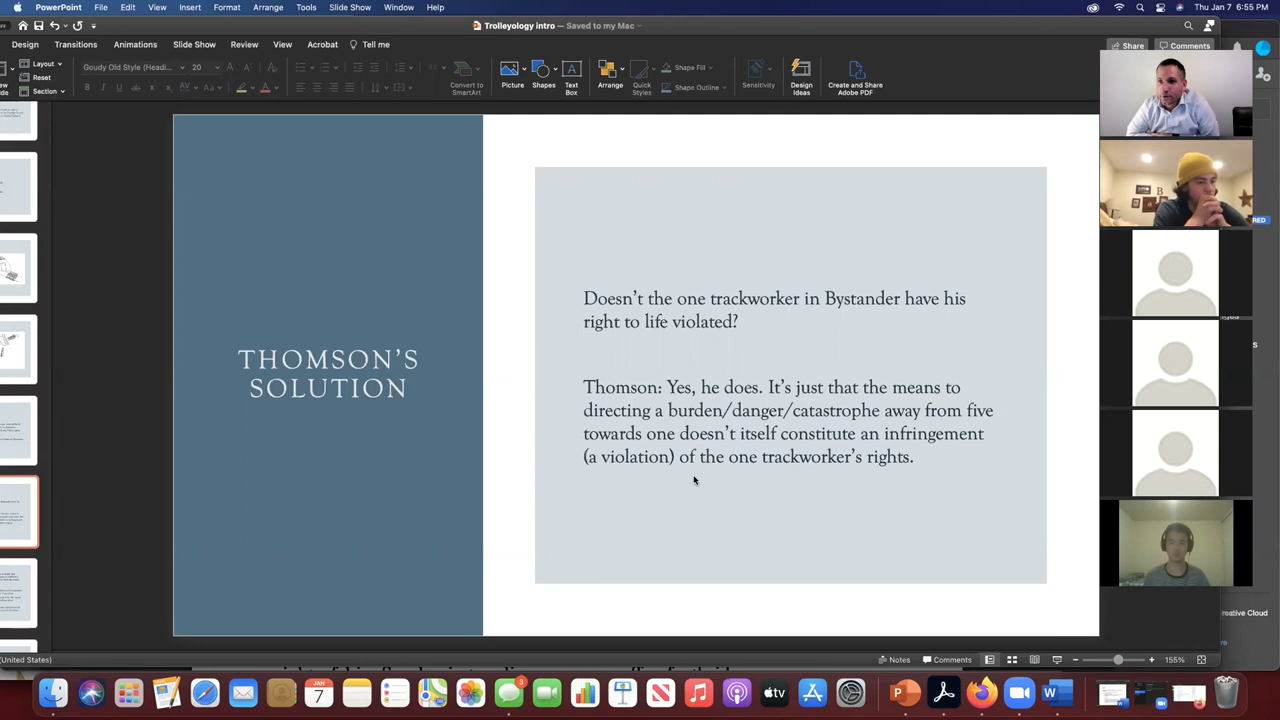 PowerPoint File Edit View Insert Format Arrange Tools Slide Show Window Help Thu Jan 7 6:55 PM
Trolleyology intro — Saved to my Mac
Design Transitions Animations Slide Show Review View Acrobat Tell me Share Comments
Layout
Reset
Section
Goudy Old Style (Headi... 20
Convert to
SmartArt
Picture
Shapes
Text
Box
Arrange
Quick
Styles
Shape Fill
Shape Outline
Sensitivity
Design
Ideas
Create and Share
Adobe PDF
THOMSON'S
SOLUTION
Doesn't the one trackworker in Bystander have his
right to life violated?
Thomson: Yes, he does. It's just that the means to
directing a burden/danger/catastrophe away from five
towards one doesn't itself constitute an infringement
(a violation) of the one trackworker's rights.
RED
reative Cloud
(United States) Notes Comments 155%
7
3
tv